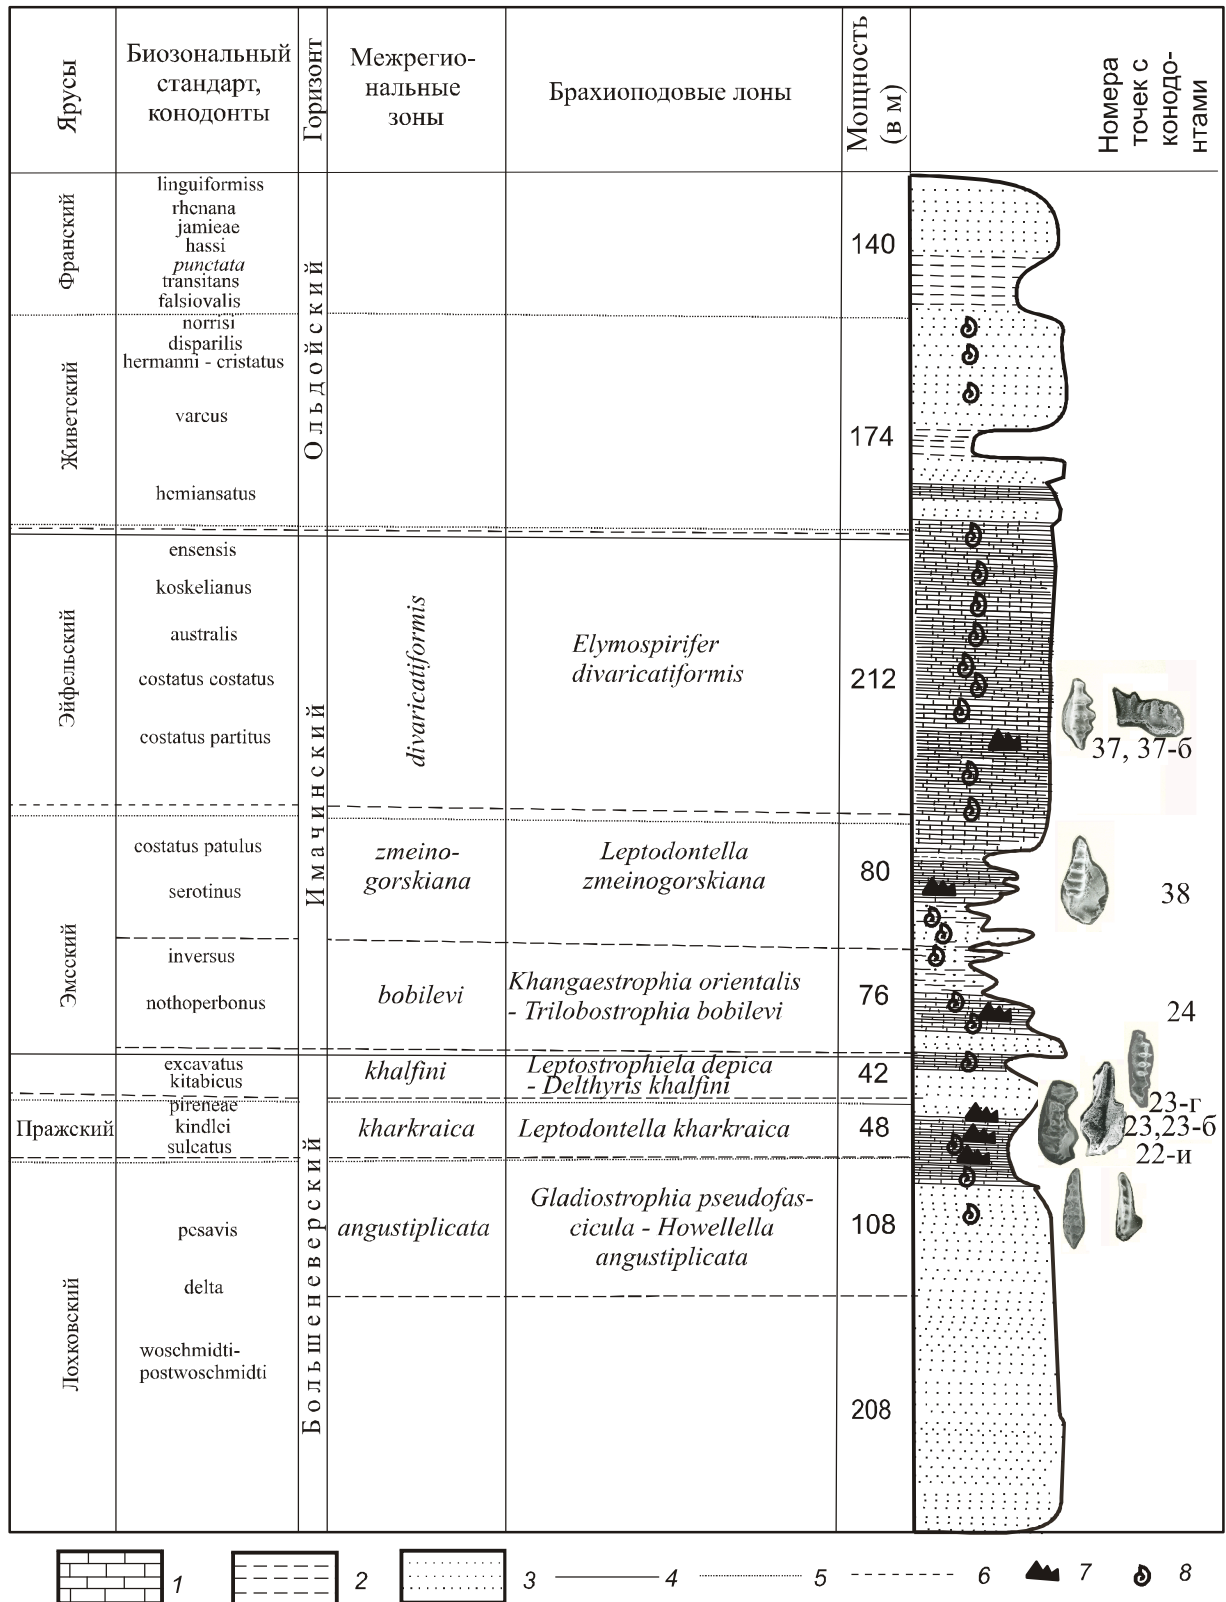 Ярусы
Биозональный
стандарт,
конодонты
Горизонт
Межрегио-
нальные
зоны
Брахиоподовые лоны
Мощность
(в м)
Номера
точек с
конодо-
нтами
Франский
linguiformiss
rhenana
jamieae
hassi
punctata
transitans
falsiovalis
Ольдойский
140
Живетский
norrisi
disparilis
hermanni - cristatus
varcus
hemiansatus
174
Эйфельский
ensensis
koskelianus
australis
costatus costatus
costatus partitus
Имачинский
divaricatiformis
Elymospirifer
divaricatiformis
212
37, 37-б
Эмсский
costatus patulus
serotinus
zmeino-
gorskiana
Leptodontella
zmeinogorskiana
80
38
inversus
nothoperbonus
bobilevi
Khangaestrophia orientalis
- Trilobostrophia bobilevi
76
24
excavatus
kitabicus
khalfini
Leptostrophiela depica
- Delthyris khalfini
42
23-г
Пражский
pireneae
kindlei
sulcatus
Большеневерский
kharkraica
Leptodontella kharkraica
48
23,23-б
22-и
Лохковский
pesavis
delta
woschmidti-
postwoschmidti
angustiplicata
Gladiostrophia pseudofas-
cicula - Howellella
angustiplicata
108
208
1
2
3
4
5
6
7
8